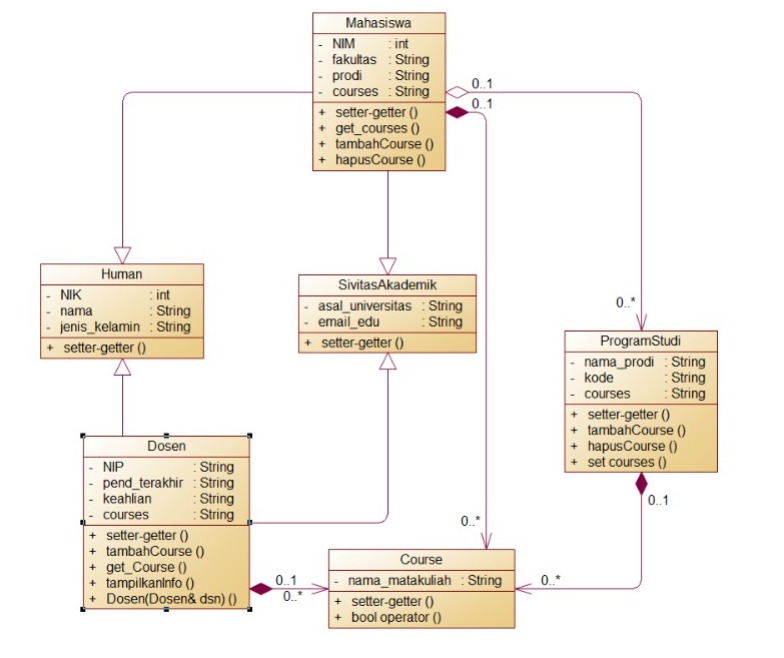 Mahasiswa
- NIM : int
- fakultas : String
- prodi : String
- courses : String
+ setter-getter ()
+ get_courses ()
+ tambahCourse ()
+ hapusCourse ()
0..1
0..1
Human
- NIK : int
- nama : String
- jenis_kelamin : String
+ setter-getter ()
SivitasAkademik
- asal_universitas : String
- email_edu : String
+ setter-getter ()
0..*
ProgramStudi
- nama_prodi : String
- kode : String
- courses : String
+ setter-getter ()
+ tambahCourse ()
+ hapusCourse ()
+ set courses ()
0..1
Dosen
- NIP : String
- pend_terakhir : String
- keahlian : String
- courses : String
+ setter-getter ()
+ tambahCourse ()
+ get_Course ()
+ tampilkanInfo ()
+ Dosen(Dosen& dsn) ()
0..1
0..*
0..*
Course
- nama_matakuliah : String
+ setter-getter ()
+ bool operator ()
0..*